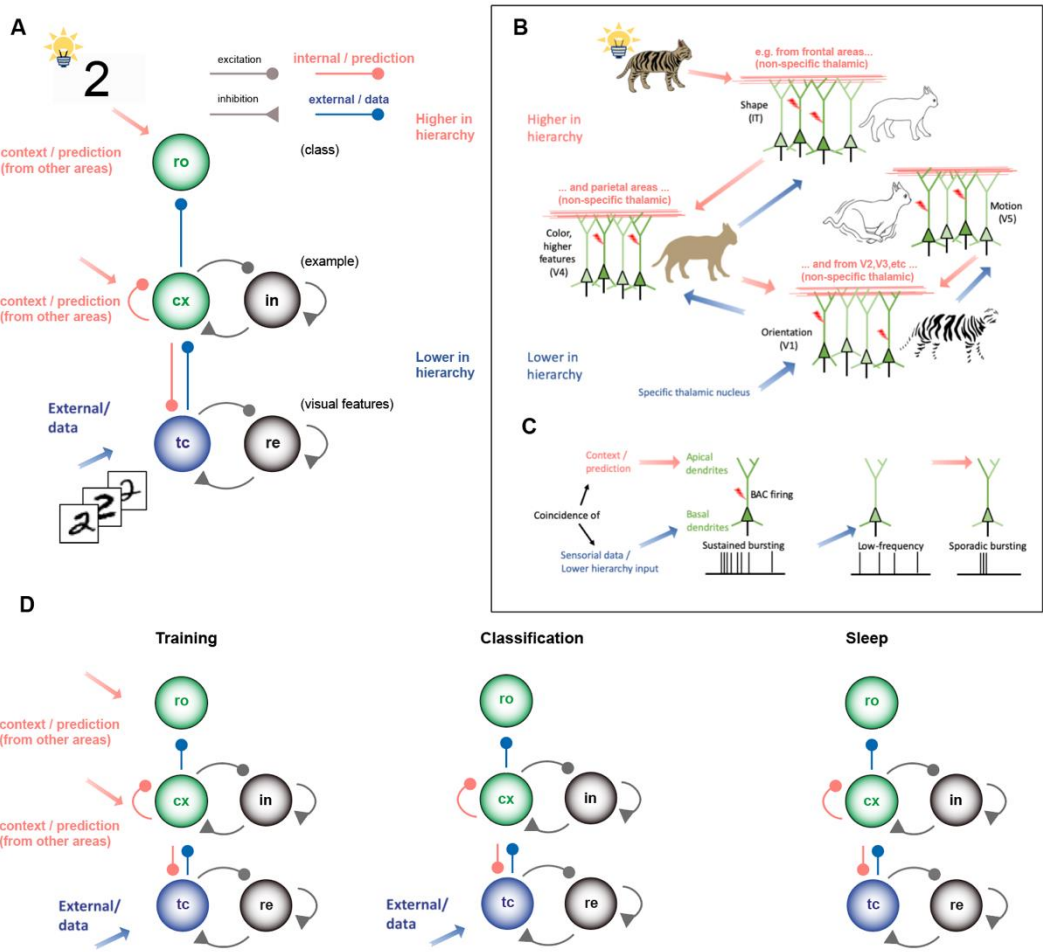 A
2
excitation
inhibition
internal / prediction
external / data
Higher in
hierarchy
context / prediction
(from other areas)
ro
(class)
context / prediction
(from other areas)
cx
in
(example)
Lower in
hierarchy
External/
data
tc
re
(visual features)
2
2
2
B
e.g. from frontal areas...
(non-specific thalamic)
Higher in
hierarchy
Shape
(IT)
... and parietal areas ...
(non-specific thalamic)
Color,
higher
features
(V4)
Motion
(V5)
... and from V2,V3,etc ...
(non-specific thalamic)
Orientation
(V1)
Lower in
hierarchy
Specific thalamic nucleus
C
Context /
prediction
Apical
dendrites
BAC firing
Coincidence of
Basal
dendrites
Sensorial data /
Lower hierarchy input
Sustained bursting
Low-frequency
Sporadic bursting
D
Training
ro
context / prediction
(from other areas)
cx
in
context / prediction
(from other areas)
External/
data
tc
re
Classification
ro
cx
in
External/
data
tc
re
Sleep
ro
cx
in
tc
re